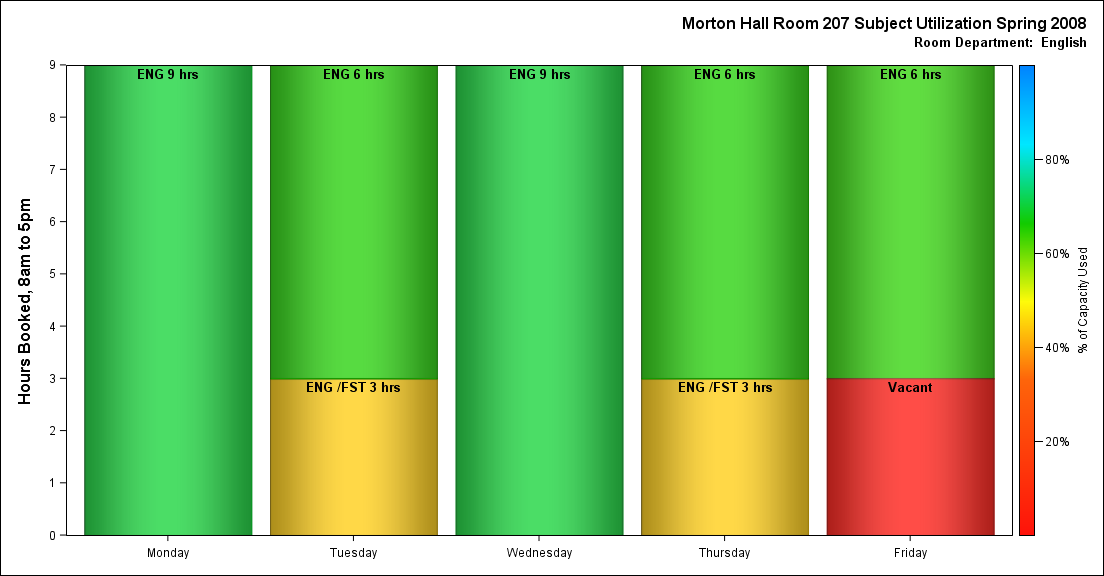 Morton Hall Room 207 Subject Utilization Spring 2008
Room Department: English
Hours Booked, 8am to 5pm
9
8
7
6
5
4
3
2
1
0
ENG 9 hrs
ENG 6 hrs
ENG 9 hrs
ENG 6 hrs
ENG 6 hrs
ENG /FST 3 hrs
ENG /FST 3 hrs
Vacant
Monday
Tuesday
Wednesday
Thursday
Friday
80%
60%
40%
20%
% of Capacity Used